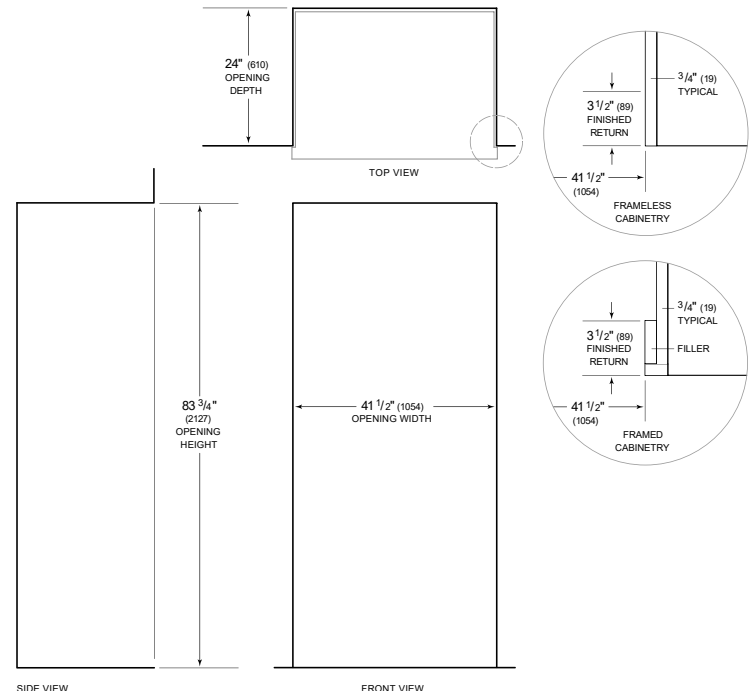 24" (610)
OPENING
DEPTH
TOP VIEW
3 1/2" (89)
FINISHED
RETURN
3/4" (19)
TYPICAL
41 1/2"
(1054)
FRAMELESS
CABINETRY
83 3/4"
(2127)
OPENING
HEIGHT
41 1/2" (1054)
OPENING WIDTH
3 1/2" (89)
FINISHED
RETURN
3/4" (19)
TYPICAL
FILLER
41 1/2"
(1054)
FRAMED
CABINETRY
SIDE VIEW
FRONT VIEW